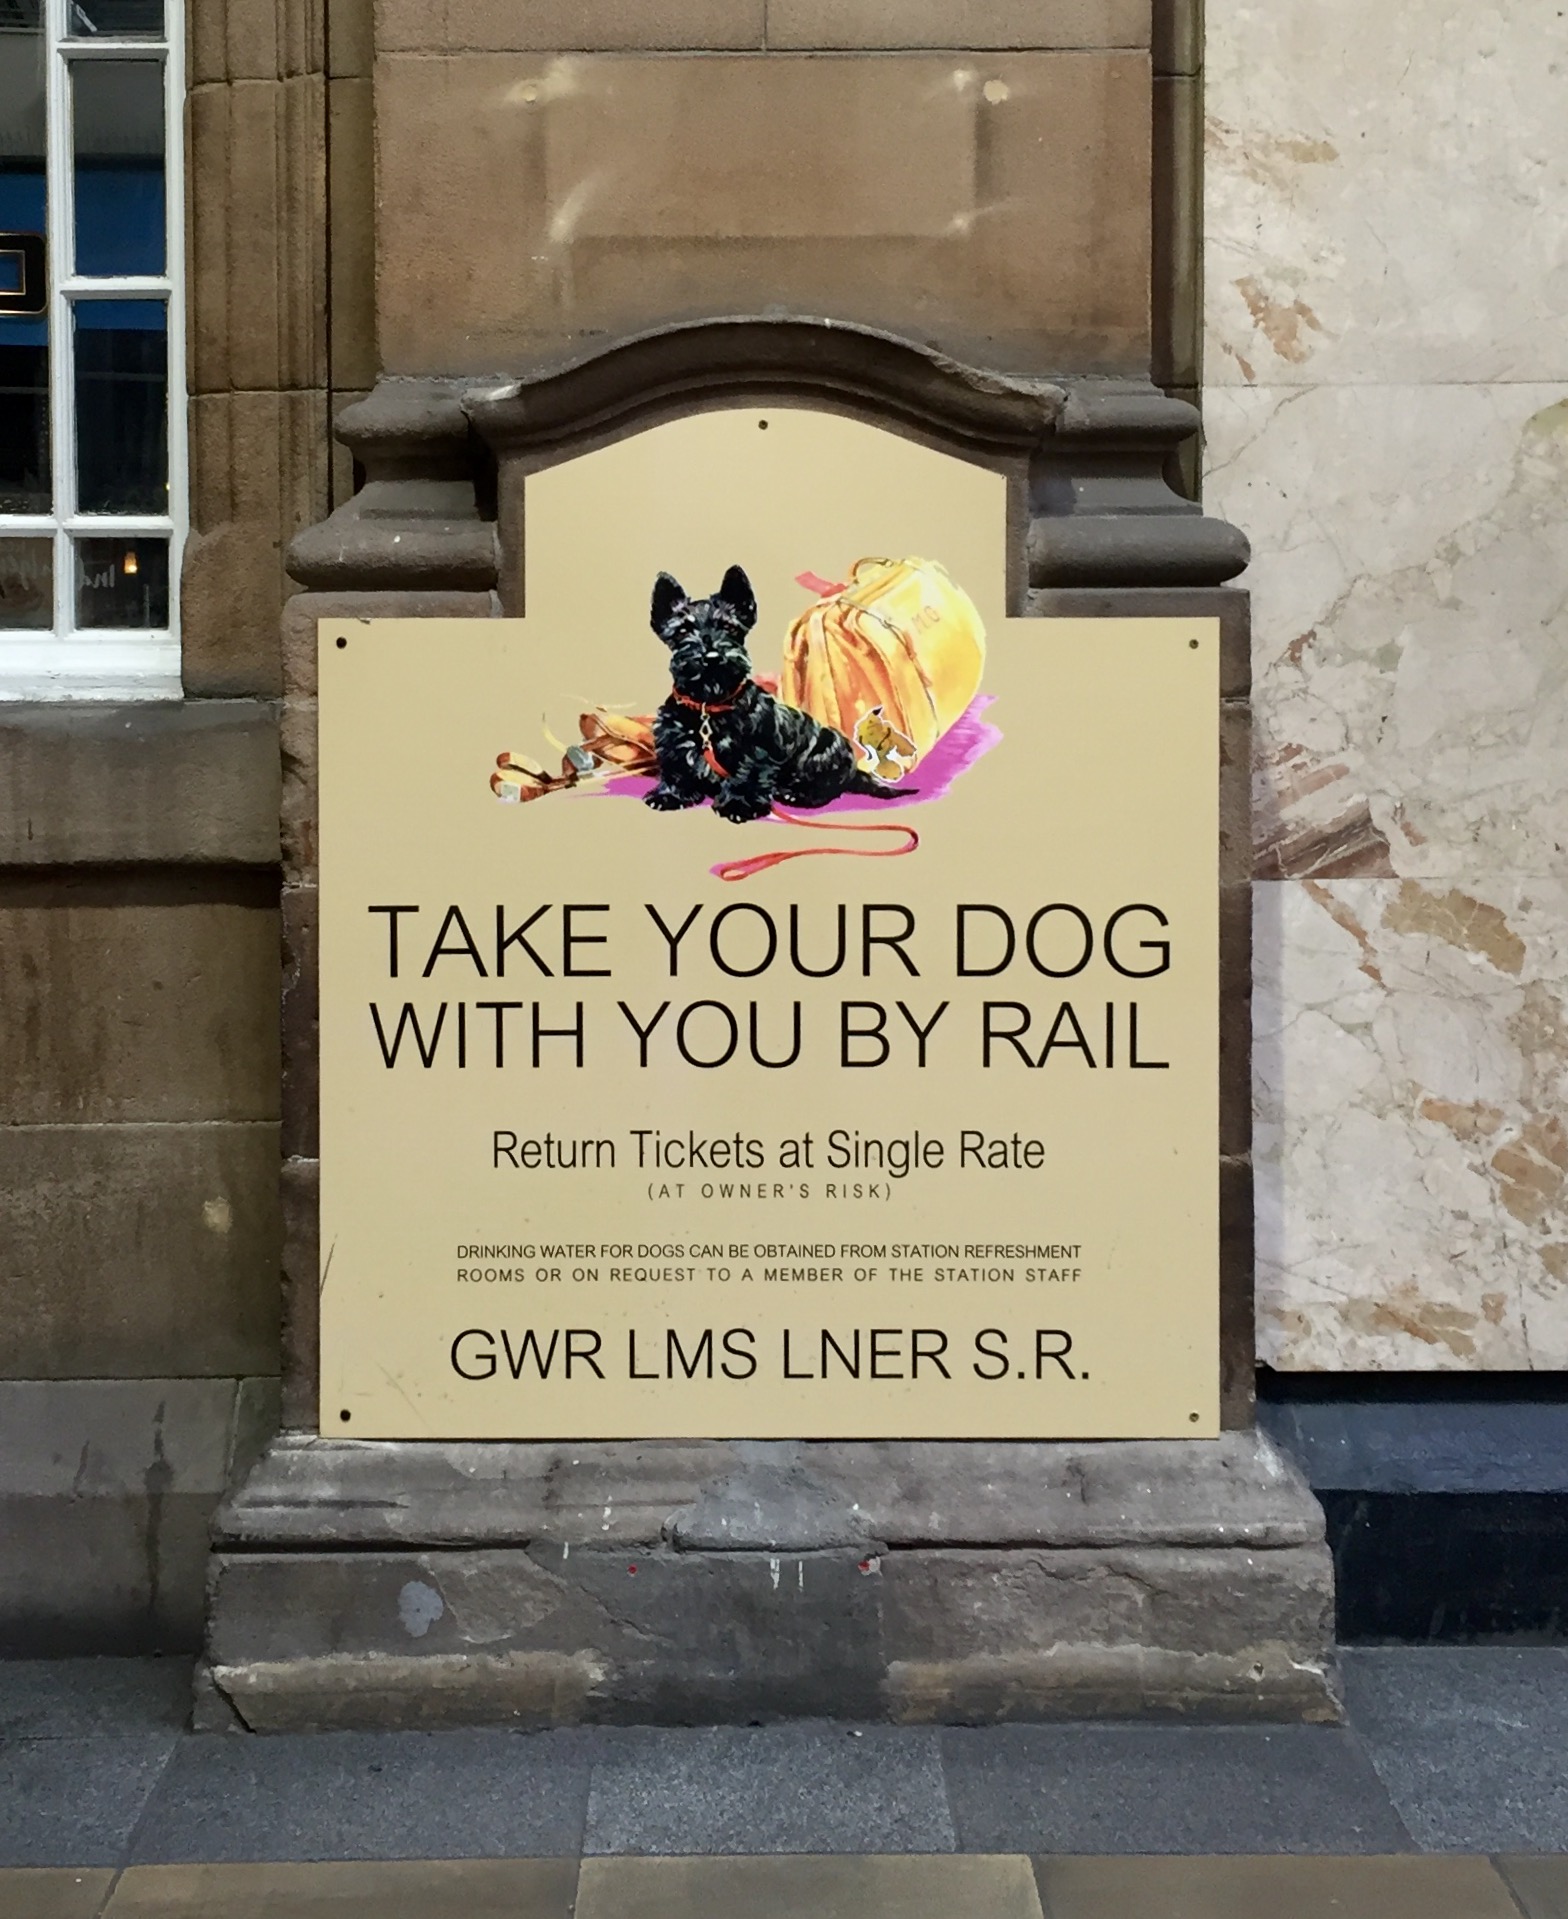 M.G
TAKE YOUR DOG
WITH YOU BY RAIL
Return Tickets at Single Rate
(AT OWNER'S RISK)
DRINKING WATER FOR DOGS CAN BE OBTAINED FROM STATION REFRESHMENT
ROOMS OR ON REQUEST TO A MEMBER OF THE STATION STAFF
GWR LMS LNER S.R.